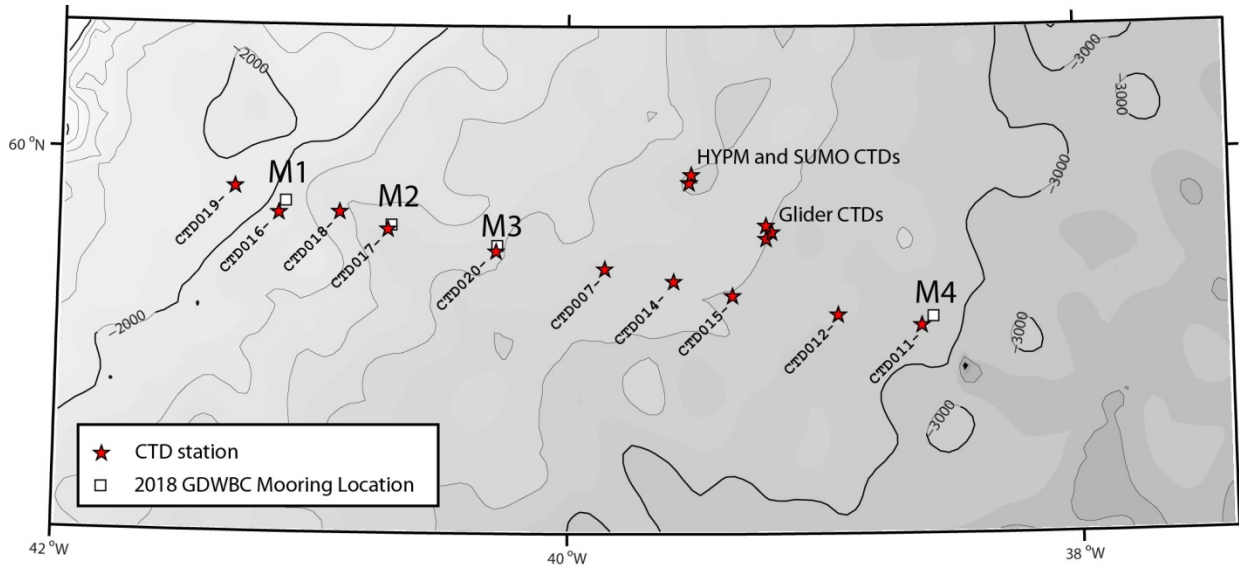 -2000
-3000
-3000
60 °N
HYPM and SUMO CTDs
-3000
M1
M2
CTD019-
Glider CTDs
M3
CTD016-
CTD018-
CTD017-
CTD020-
M4
CTD007-
CTD014-
CTD015-
CTD012-
CTD011-
-2000
-3000
-3000
CTD station
2018 GDWBC Mooring Location
42 °W
40 °W
38 °W